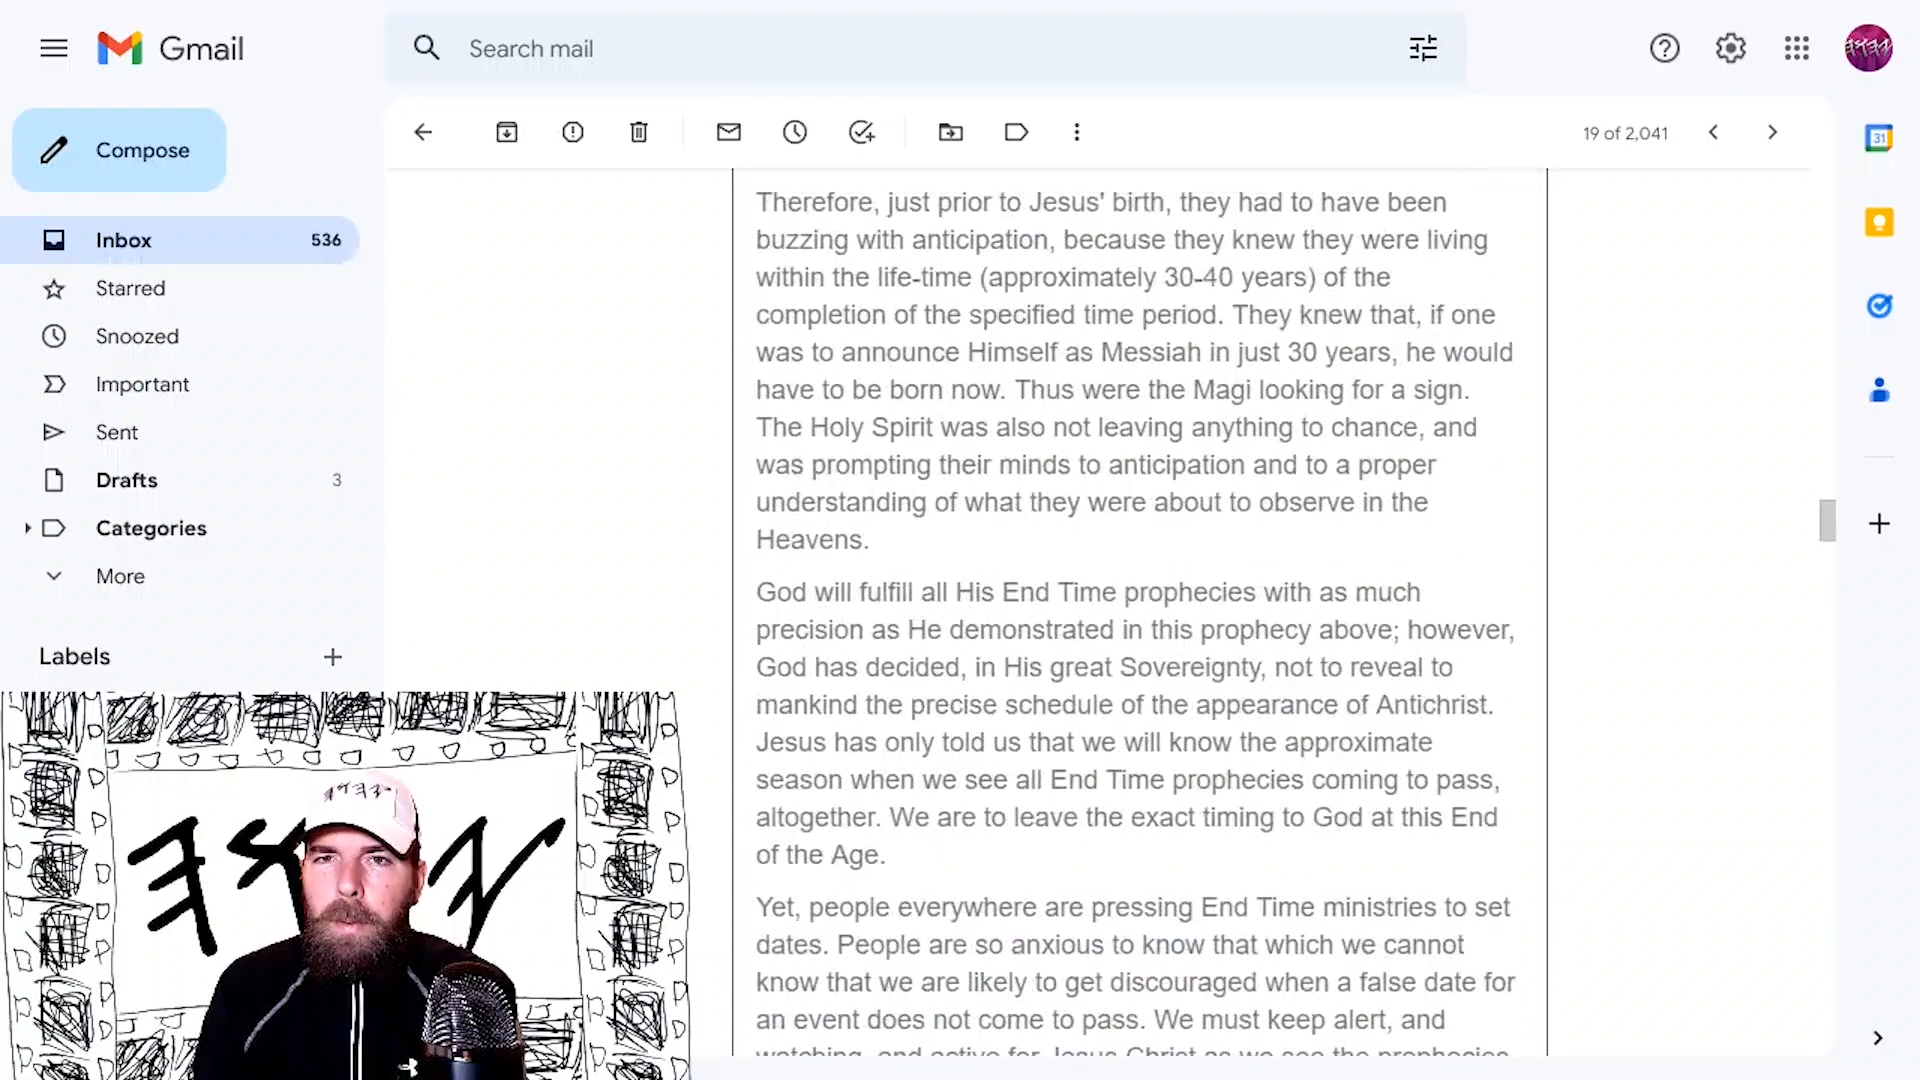 Gmail
Search mail
Compose
19 of 2,041
31
Inbox 536
Starred
Snoozed
Important
Sent
Drafts 3
Categories
More
Labels
Therefore, just prior to Jesus' birth, they had to have been
buzzing with anticipation, because they knew they were living
within the life-time (approximately 30-40 years) of the
completion of the specified time period. They knew that, if one
was to announce Himself as Messiah in just 30 years, he would
have to be born now. Thus were the Magi looking for a sign.
The Holy Spirit was also not leaving anything to chance, and
was prompting their minds to anticipation and to a proper
understanding of what they were about to observe in the
Heavens.
God will fulfill all His End Time prophecies with as much
precision as He demonstrated in this prophecy above; however,
God has decided, in His great Sovereignty, not to reveal to
mankind the precise schedule of the appearance of Antichrist.
Jesus has only told us that we will know the approximate
season when we see all End Time prophecies coming to pass,
altogether. We are to leave the exact timing to God at this End
of the Age.
Yet, people everywhere are pressing End Time ministries to set
dates. People are so anxious to know that which we cannot
know that we are likely to get discouraged when a false date for
an event does not come to pass. We must keep alert, and
watching, and active for Jesus Christ as we see the prophecies